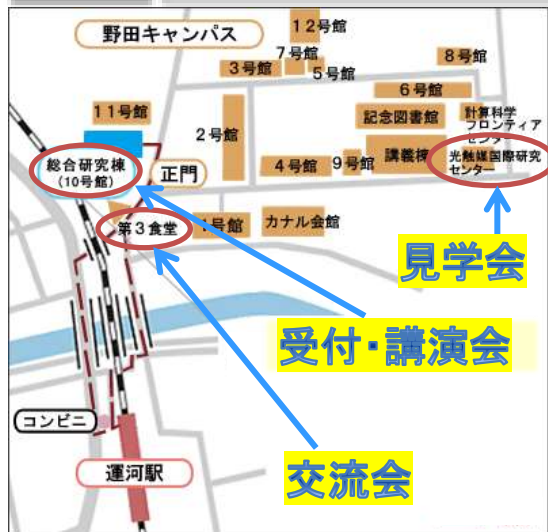 野田キャンパス
12号館
7号館
3号館
5号館
8号館
6号館
11号館
2号館
記念図書館
計算科学
フロンティア
センター
総合研究棟
(10号館)
正門
4号館
9号館
講義棟
光触媒国際研究
センター
第3食堂
1号館
カナル会館
見学会
受付・講演会
コンビニ
運河駅
交流会